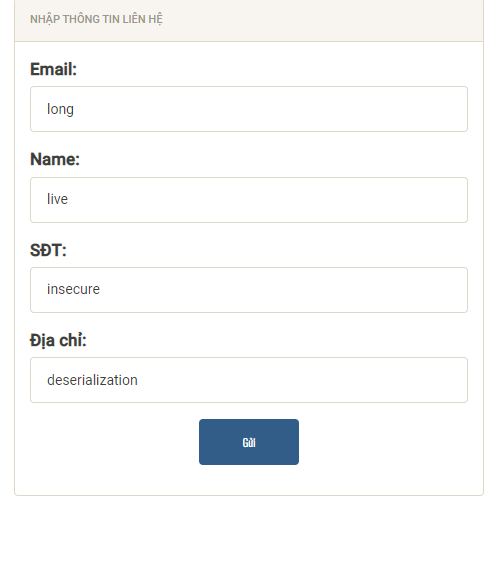 NHẬP THÔNG TIN LIÊN HỆ
Email:
long
Name:
live
SĐT:
insecure
Địa chỉ:
deserialization
Gửi